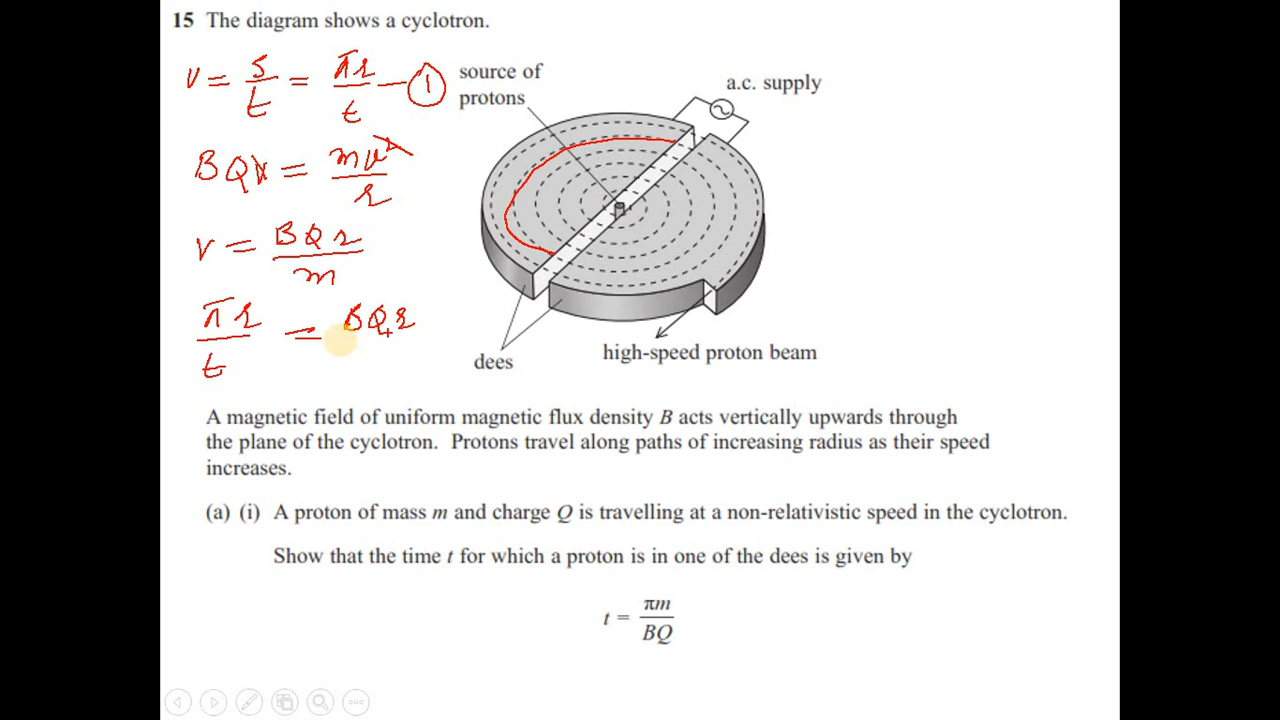 15 The diagram shows a cyclotron.
v = s/t = πr/t — ①
BQv = mv²/r
v = BQr/m
πr/t = BQr
source of
protons
a.c. supply
dees
high-speed proton beam
A magnetic field of uniform magnetic flux density B acts vertically upwards through
the plane of the cyclotron. Protons travel along paths of increasing radius as their speed
increases.
(a) (i) A proton of mass m and charge Q is travelling at a non-relativistic speed in the cyclotron.
Show that the time t for which a proton is in one of the dees is given by
t = πm/BQ